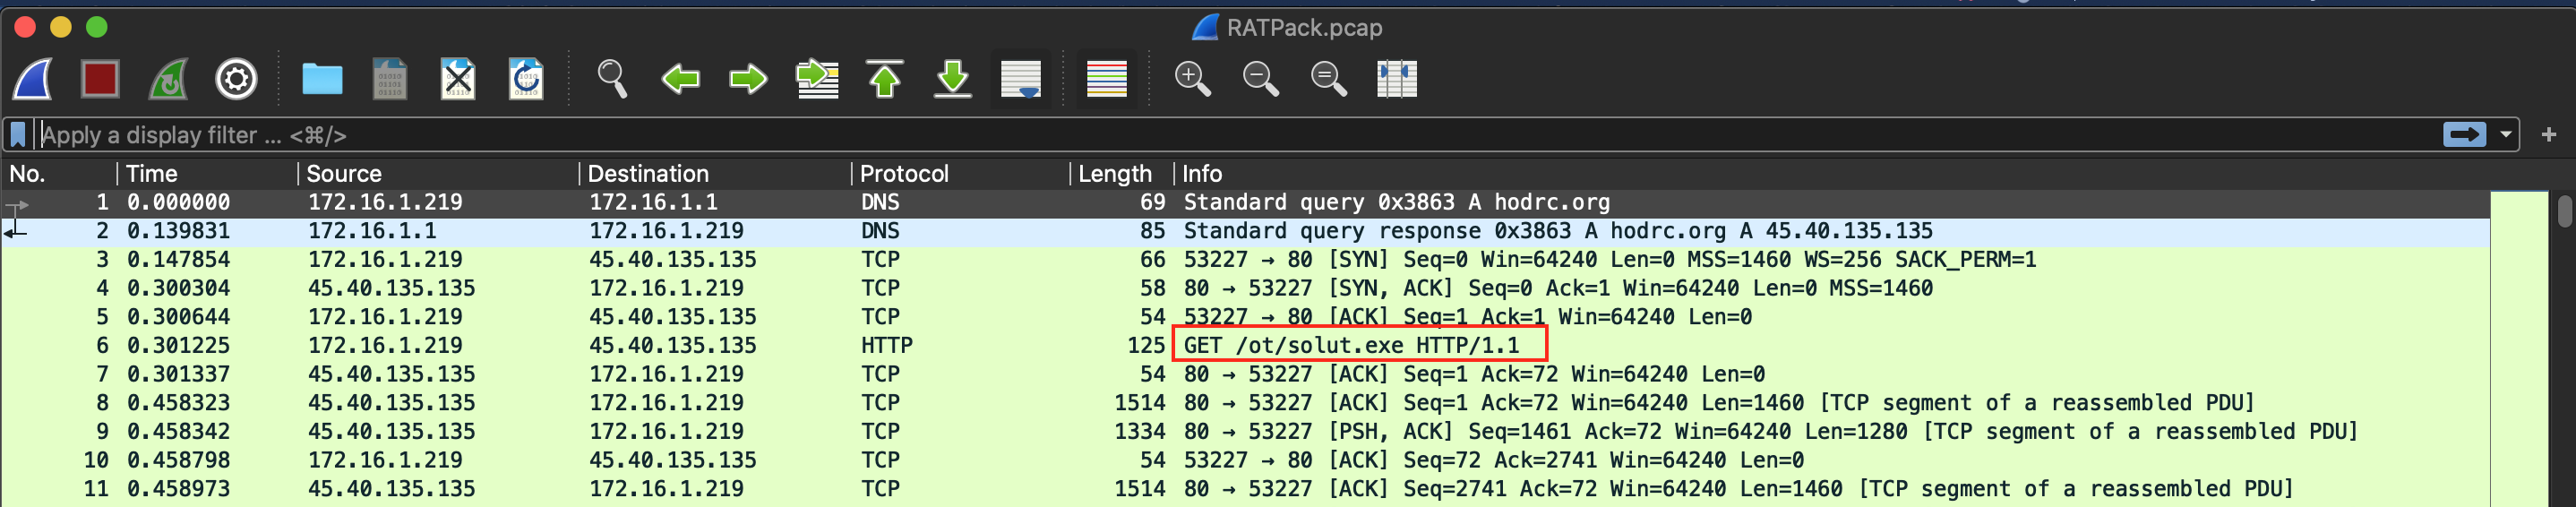 RATPack.pcap
Apply a display filter ... <⌘/>
No. Time Source Destination Protocol Length Info
1 0.000000 172.16.1.219 172.16.1.1 DNS 69 Standard query 0x3863 A hodrc.org
2 0.139831 172.16.1.1 172.16.1.219 DNS 85 Standard query response 0x3863 A hodrc.org A 45.40.135.135
3 0.147854 172.16.1.219 45.40.135.135 TCP 66 53227 → 80 [SYN] Seq=0 Win=64240 Len=0 MSS=1460 WS=256 SACK_PERM=1
4 0.300304 45.40.135.135 172.16.1.219 TCP 58 80 → 53227 [SYN, ACK] Seq=0 Ack=1 Win=64240 Len=0 MSS=1460
5 0.300644 172.16.1.219 45.40.135.135 TCP 54 53227 → 80 [ACK] Seq=1 Ack=1 Win=64240 Len=0
6 0.301225 172.16.1.219 45.40.135.135 HTTP 125 GET /ot/solut.exe HTTP/1.1
7 0.301337 45.40.135.135 172.16.1.219 TCP 54 80 → 53227 [ACK] Seq=1 Ack=72 Win=64240 Len=0
8 0.458323 45.40.135.135 172.16.1.219 TCP 1514 80 → 53227 [ACK] Seq=1 Ack=72 Win=64240 Len=1460 [TCP segment of a reassembled PDU]
9 0.458342 45.40.135.135 172.16.1.219 TCP 1334 80 → 53227 [PSH, ACK] Seq=1461 Ack=72 Win=64240 Len=1280 [TCP segment of a reassembled PDU]
10 0.458798 172.16.1.219 45.40.135.135 TCP 54 53227 → 80 [ACK] Seq=72 Ack=2741 Win=64240 Len=0
11 0.458973 45.40.135.135 172.16.1.219 TCP 1514 80 → 53227 [ACK] Seq=2741 Ack=72 Win=64240 Len=1460 [TCP segment of a reassembled PDU]